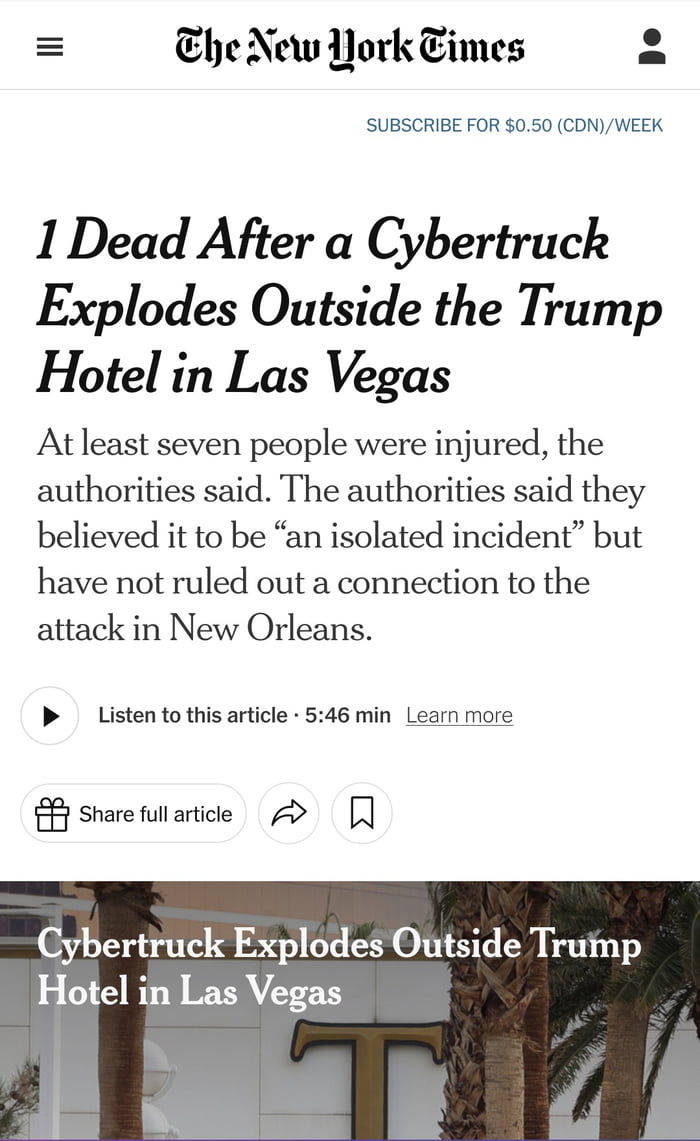 The New York Times
SUBSCRIBE FOR $0.50 (CDN)/WEEK
1 Dead After a Cybertruck
Explodes Outside the Trump
Hotel in Las Vegas
At least seven people were injured, the
authorities said. The authorities said they
believed it to be “an isolated incident” but
have not ruled out a connection to the
attack in New Orleans.
Listen to this article · 5:46 min Learn more
Share full article
Cybertruck Explodes Outside Trump
Hotel in Las Vegas
T